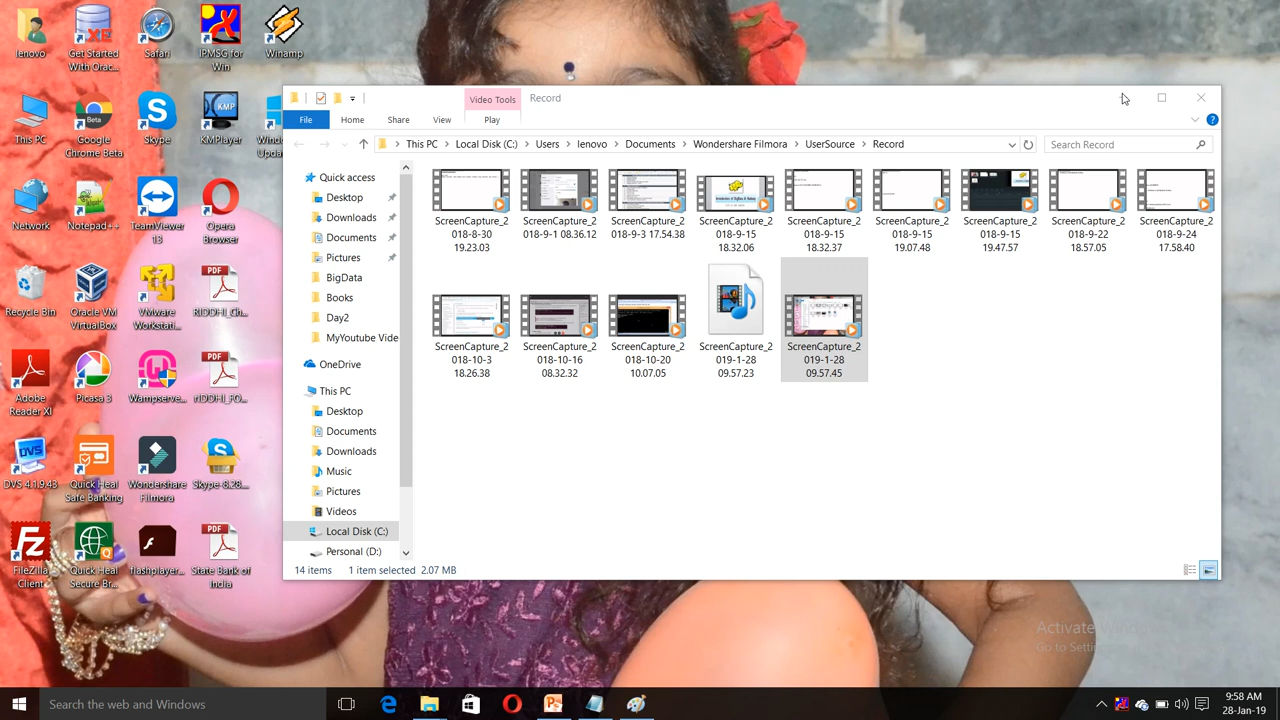 lenovo
Get Started With Orac...
Safari
IPMSG for Win
Winamp
This PC
Google Chrome Beta
Skype
KMPlayer
Network
Notepad++
TeamViewer 13
Opera Browser
Recycle Bin
Oracle VM VirtualBox
VMware Workstati...
PDF
RIDDHI_Ch...
Adobe Reader XI
Picasa 3
Wampserve...
PDF
rIDDHI_FO...
DVS
DVS 4.1.9.43
Quick Heal Safe Banking
Wondershare Filmora
Skype-8.28....
FileZilla Client
Quick Heal Secure Br...
flashplayer...
PDF
State Bank of India
Video Tools
Record
File
Home
Share
View
Play
This PC > Local Disk (C:) > Users > lenovo > Documents > Wondershare Filmora > UserSource > Record
Search Record
Quick access
Desktop
Downloads
Documents
Pictures
BigData
Books
Day2
MyYoutube Vide
OneDrive
This PC
Desktop
Documents
Downloads
Music
Pictures
Videos
Local Disk (C:)
Personal (D:)
ScreenCapture_2018-8-30 19.23.03
ScreenCapture_2018-9-1 08.36.12
ScreenCapture_2018-9-3 17.54.38
ScreenCapture_2018-9-15 18.32.06
ScreenCapture_2018-9-15 18.32.37
ScreenCapture_2018-9-15 19.07.48
ScreenCapture_2018-9-15 19.47.57
ScreenCapture_2018-9-22 18.57.05
ScreenCapture_2018-9-24 17.58.40
ScreenCapture_2018-10-3 18.26.38
ScreenCapture_2018-10-16 08.32.32
ScreenCapture_2018-10-20 10.07.05
ScreenCapture_2019-1-28 09.57.23
ScreenCapture_2019-1-28 09.57.45
14 items
1 item selected 2.07 MB
Search the web and Windows
9:58 AM
28-Jan-19